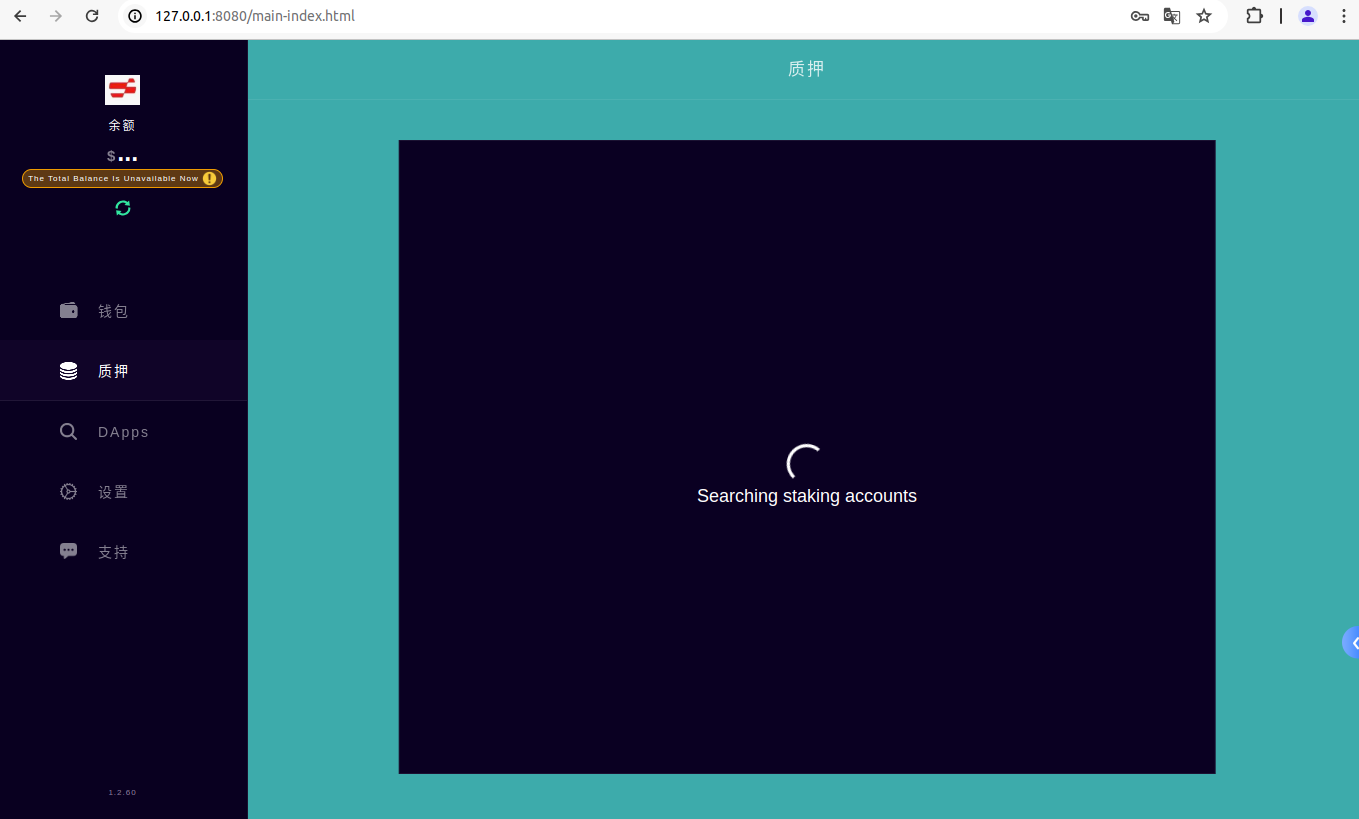 127.0.0.1:8080/main-index.html
余额
$...
The Total Balance Is Unavailable Now !
钱包
质押
DApps
设置
支持
1.2.60
质押
Searching staking accounts